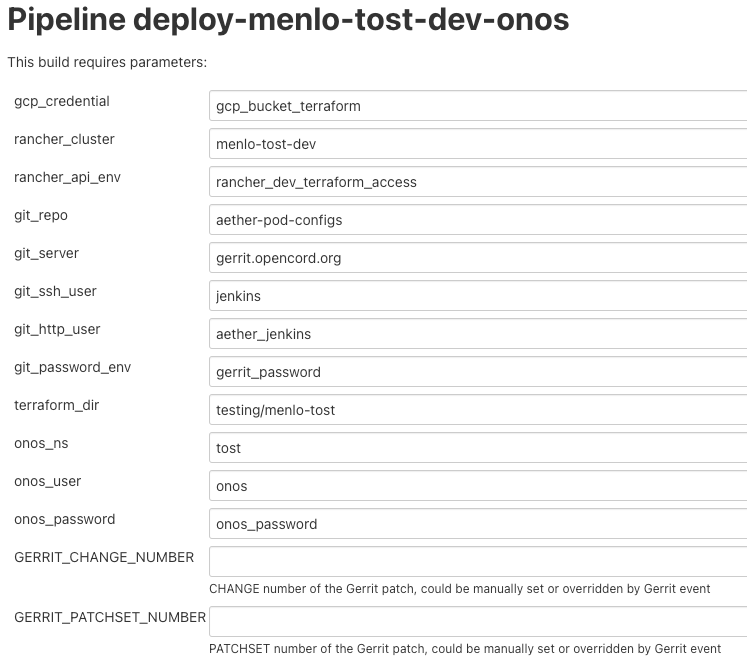 Pipeline deploy-menlo-tost-dev-onos
This build requires parameters:
gcp_credential gcp_bucket_terraform
rancher_cluster menlo-tost-dev
rancher_api_env rancher_dev_terraform_access
git_repo aether-pod-configs
git_server gerrit.opencord.org
git_ssh_user jenkins
git_http_user aether_jenkins
git_password_env gerrit_password
terraform_dir testing/menlo-tost
onos_ns tost
onos_user onos
onos_password onos_password
GERRIT_CHANGE_NUMBER
CHANGE number of the Gerrit patch, could be manually set or overridden by Gerrit event
GERRIT_PATCHSET_NUMBER
PATCHSET number of the Gerrit patch, could be manually set or overridden by Gerrit event